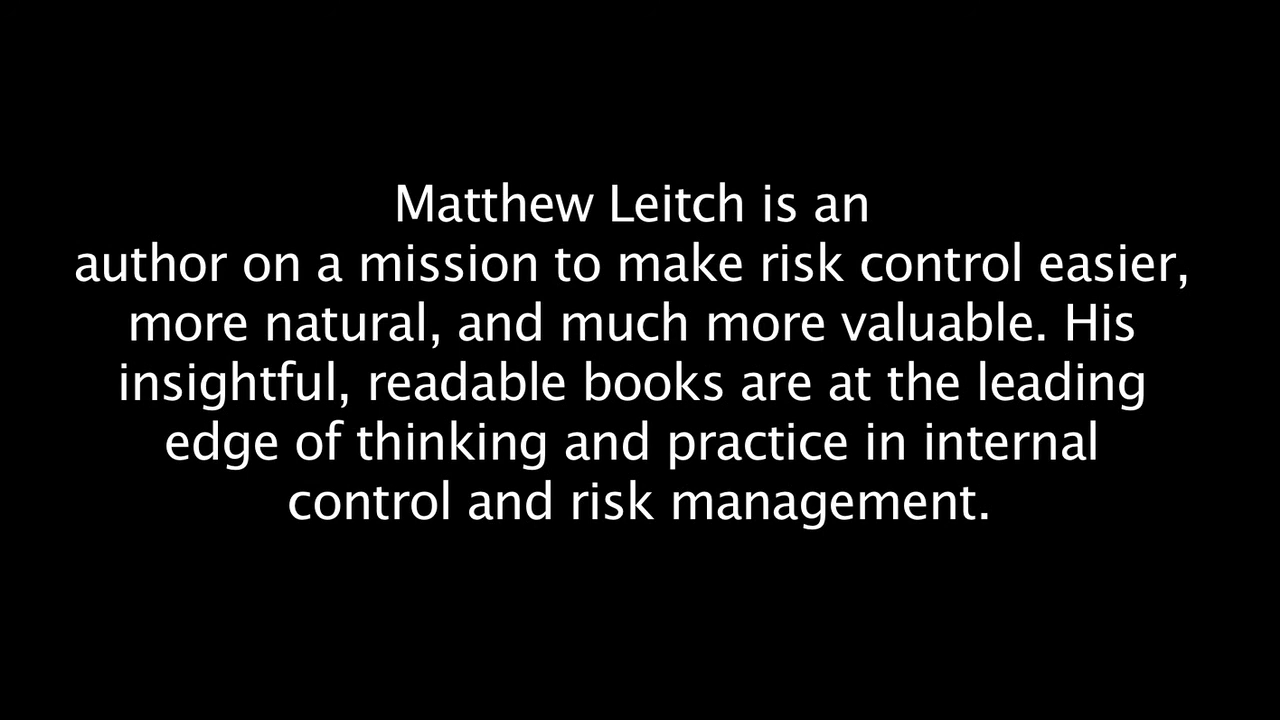 Matthew Leitch is an
author on a mission to make risk control easier,
more natural, and much more valuable. His
insightful, readable books are at the leading
edge of thinking and practice in internal
control and risk management.